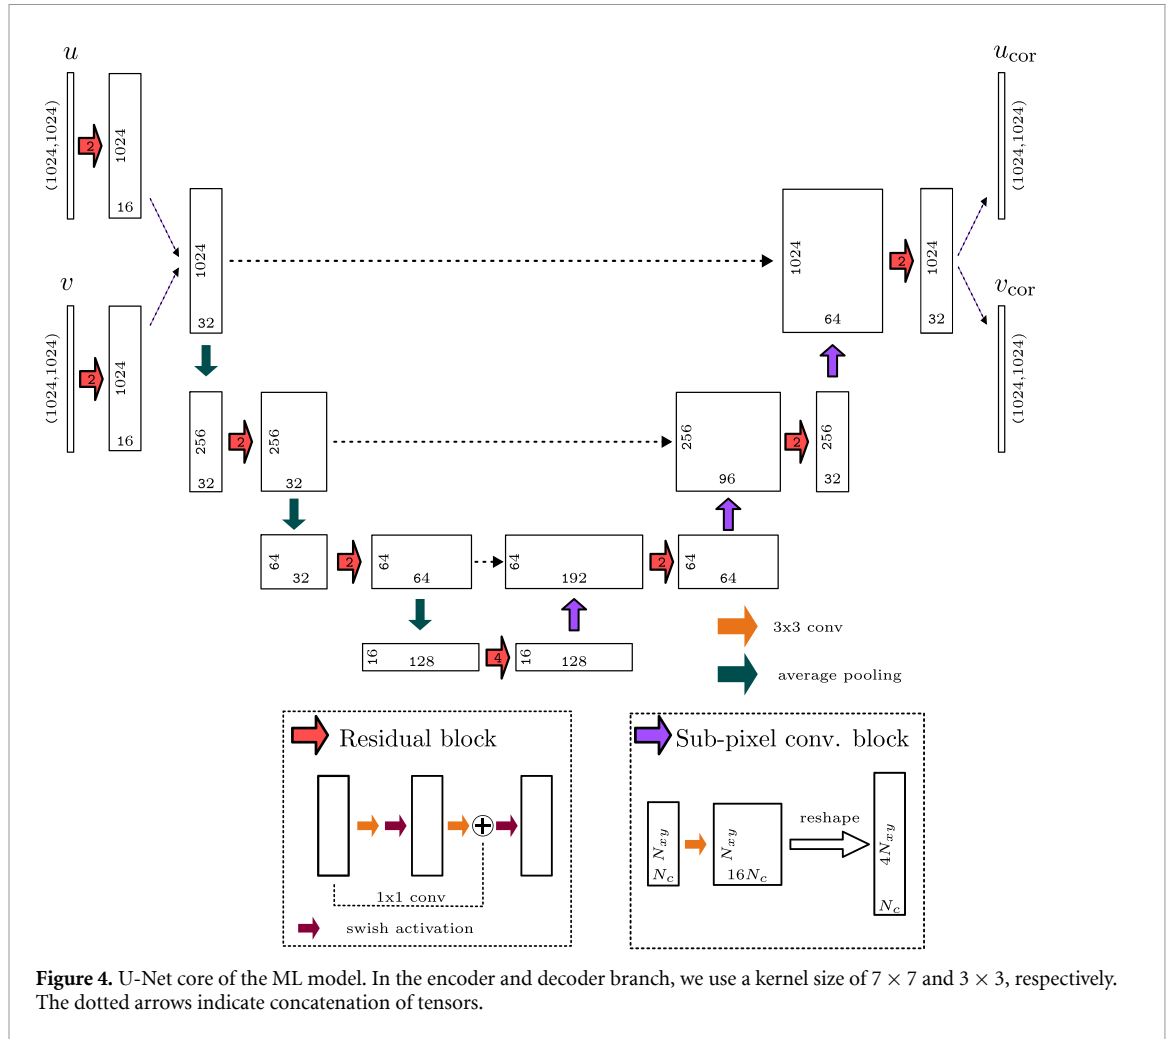 u
(1024,1024)
2
1024
16
v
(1024,1024)
2
1024
16
1024
32
256
32
2
256
32
64
32
2
64
64
16
128
4
16
128
64
192
2
64
64
256
96
2
256
32
1024
64
2
1024
32
u_cor
(1024,1024)
v_cor
(1024,1024)
3x3 conv
average pooling
Residual block
1x1 conv
swish activation
Sub-pixel conv. block
N_xy
N_c
N_xy
16N_c
reshape
4N_xy
N_c
Figure 4. U-Net core of the ML model. In the encoder and decoder branch, we use a kernel size of 7 × 7 and 3 × 3, respectively.
The dotted arrows indicate concatenation of tensors.